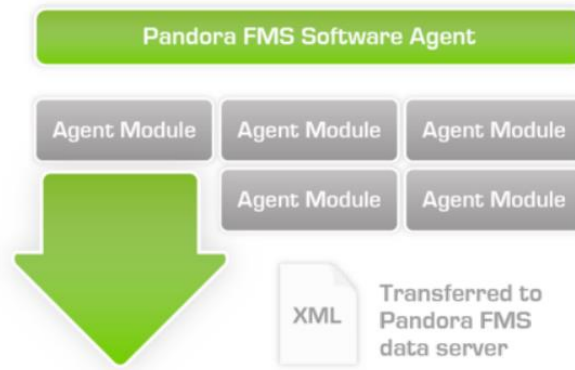 Pandora FMS Software Agent
Agent Module Agent Module Agent Module
Agent Module Agent Module
XML
Transferred to
Pandora FMS
data server